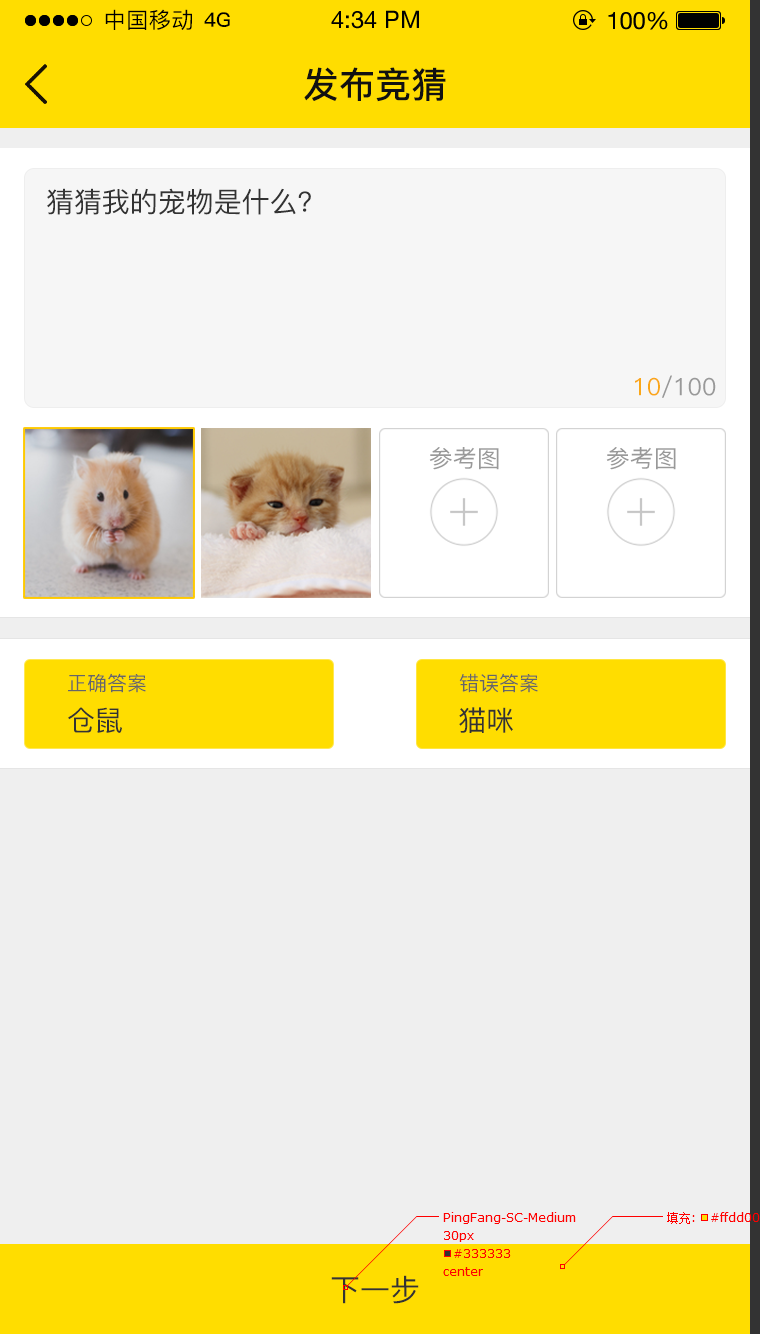 中国移动 4G 4:34 PM 100%
发布竞猜
猜猜我的宠物是什么?
10/100
参考图 参考图
正确答案 错误答案
仓鼠 猫咪
PingFang-SC-Medium 填充: #ffdd00
30px
#333333
center
下一步